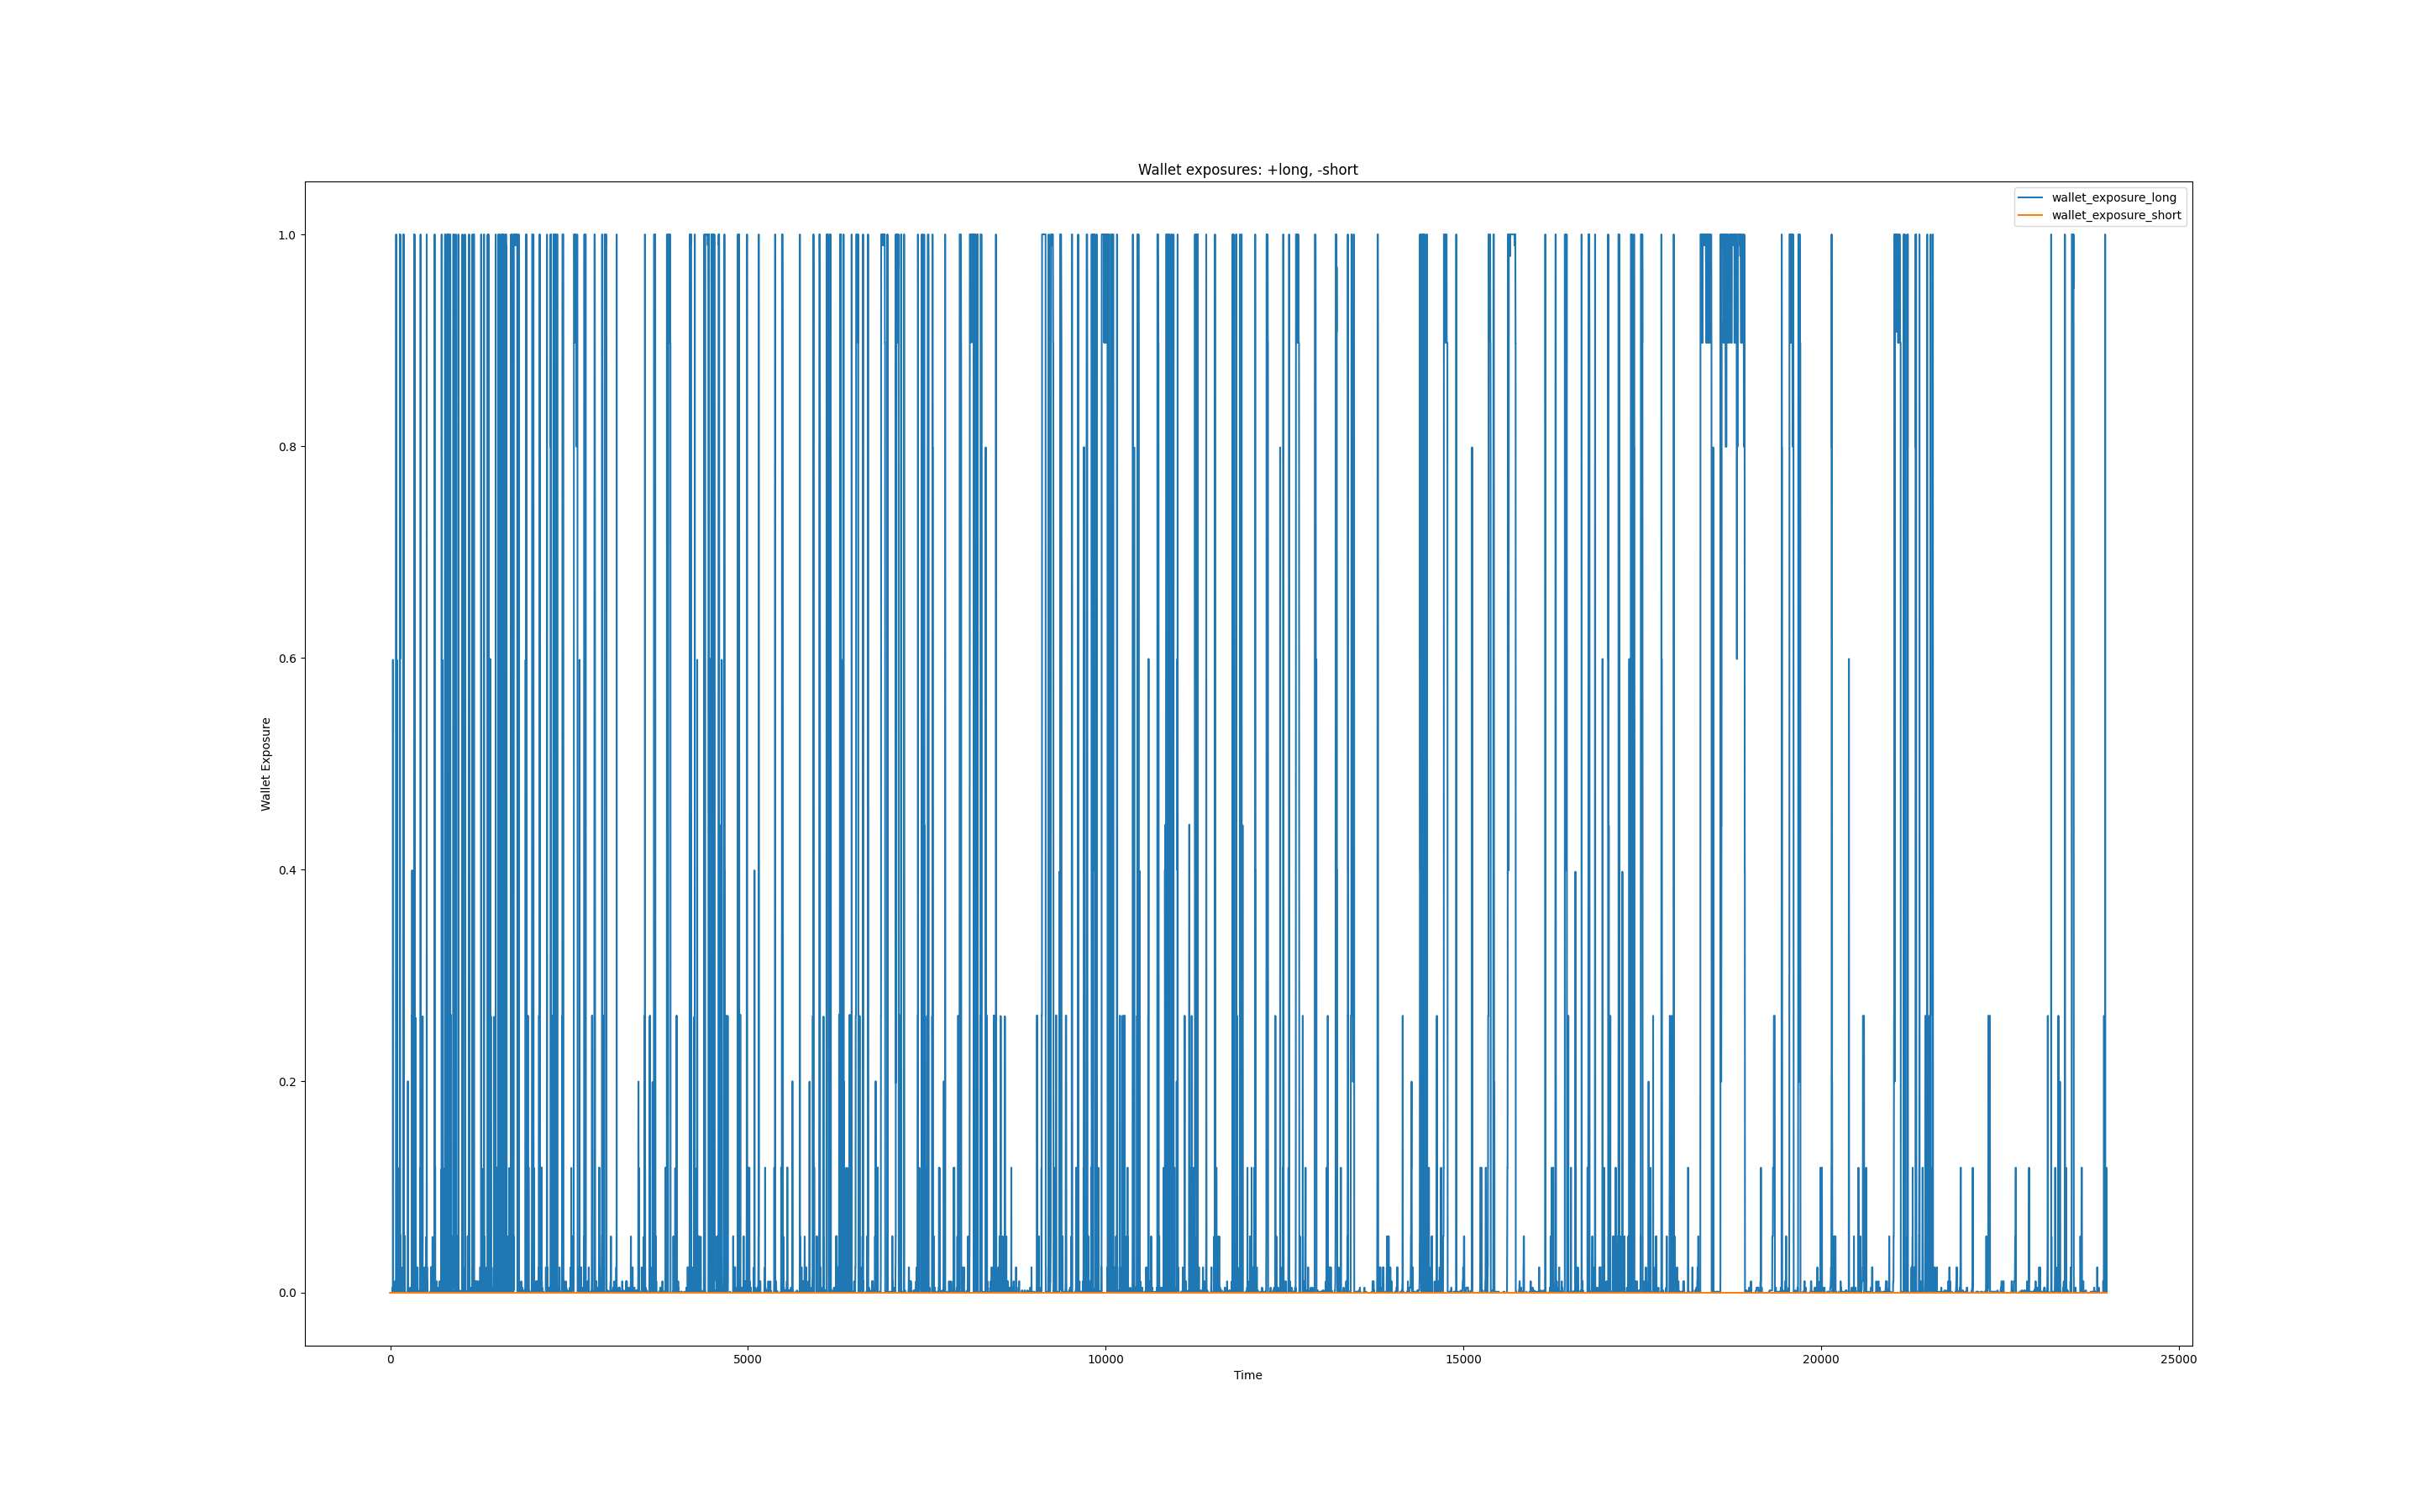 Wallet exposures: +long, -short
wallet_exposure_long
wallet_exposure_short
1.0
0.8
0.6
0.4
0.2
0.0
Wallet Exposure
0 5000 10000 15000 20000 25000
Time